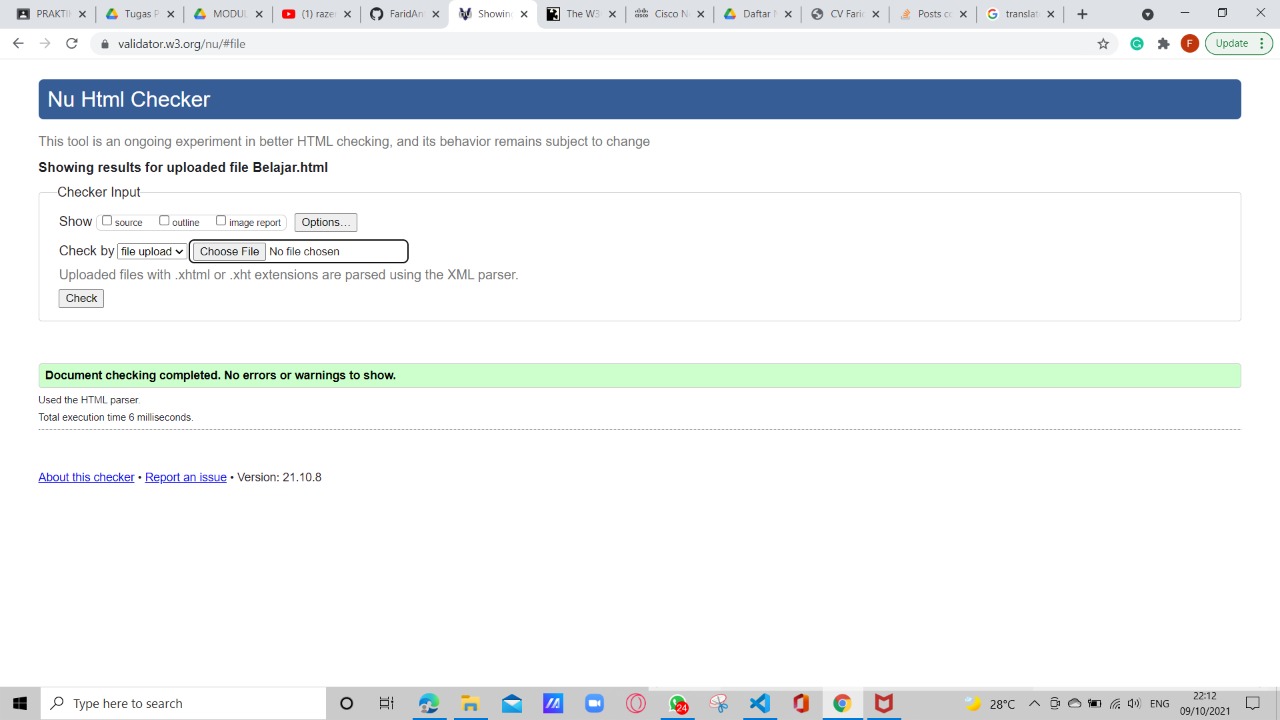 PRAKTIK
Tugas P
MODUL
(1) raze
FaridAn
Showing
The W3
Cisco N
Daftar
CV Fari
Posts co
translat
validator.w3.org/nu/#file
F
Update
Nu Html Checker
This tool is an ongoing experiment in better HTML checking, and its behavior remains subject to change
Showing results for uploaded file Belajar.html
Checker Input
Show source outline image report Options...
Check by file upload Choose File No file chosen
Uploaded files with .xhtml or .xht extensions are parsed using the XML parser.
Check
Document checking completed. No errors or warnings to show.
Used the HTML parser.
Total execution time 6 milliseconds.
About this checker • Report an issue • Version: 21.10.8
Type here to search
24
28°C
ENG
22:12
09/10/2021